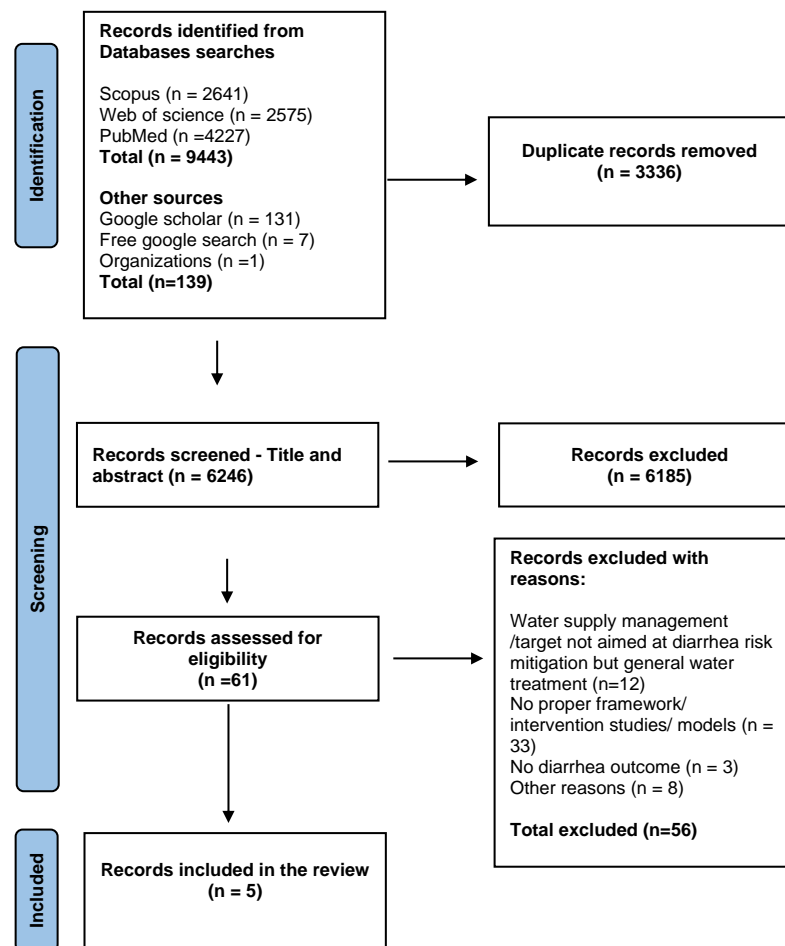 Identification
Records identified from
Databases searches
Scopus (n = 2641)
Web of science (n = 2575)
PubMed (n =4227)
Total (n = 9443)
Other sources
Google scholar (n = 131)
Free google search (n = 7)
Organizations (n =1)
Total (n=139)
Duplicate records removed
(n = 3336)
Screening
Records screened - Title and
abstract (n = 6246)
Records excluded
(n = 6185)
Records assessed for
eligibility
(n =61)
Records excluded with
reasons:
Water supply management
/target not aimed at diarrhea risk
mitigation but general water
treatment (n=12)
No proper framework/
intervention studies/ models (n =
33)
No diarrhea outcome (n = 3)
Other reasons (n = 8)
Total excluded (n=56)
Included
Records included in the review
(n = 5)